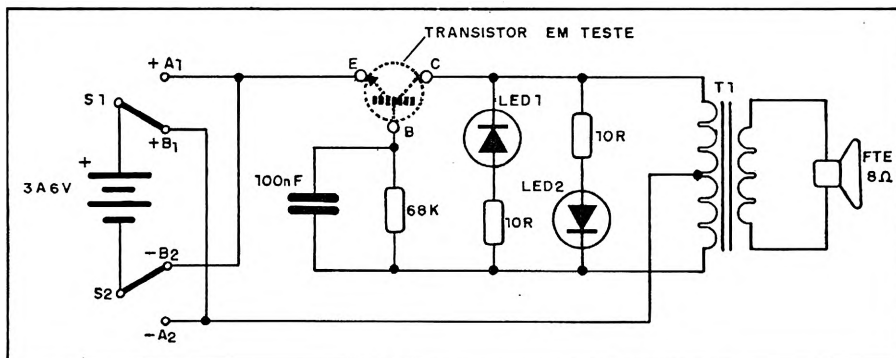 TRANSISTOR EM TESTE
+A1
E
C
S1
T1
LED1
10R
B
+B1
+
FTE
8Ω
3A6V
100nF
LED2
68K
10R
-B2
S2
-A2